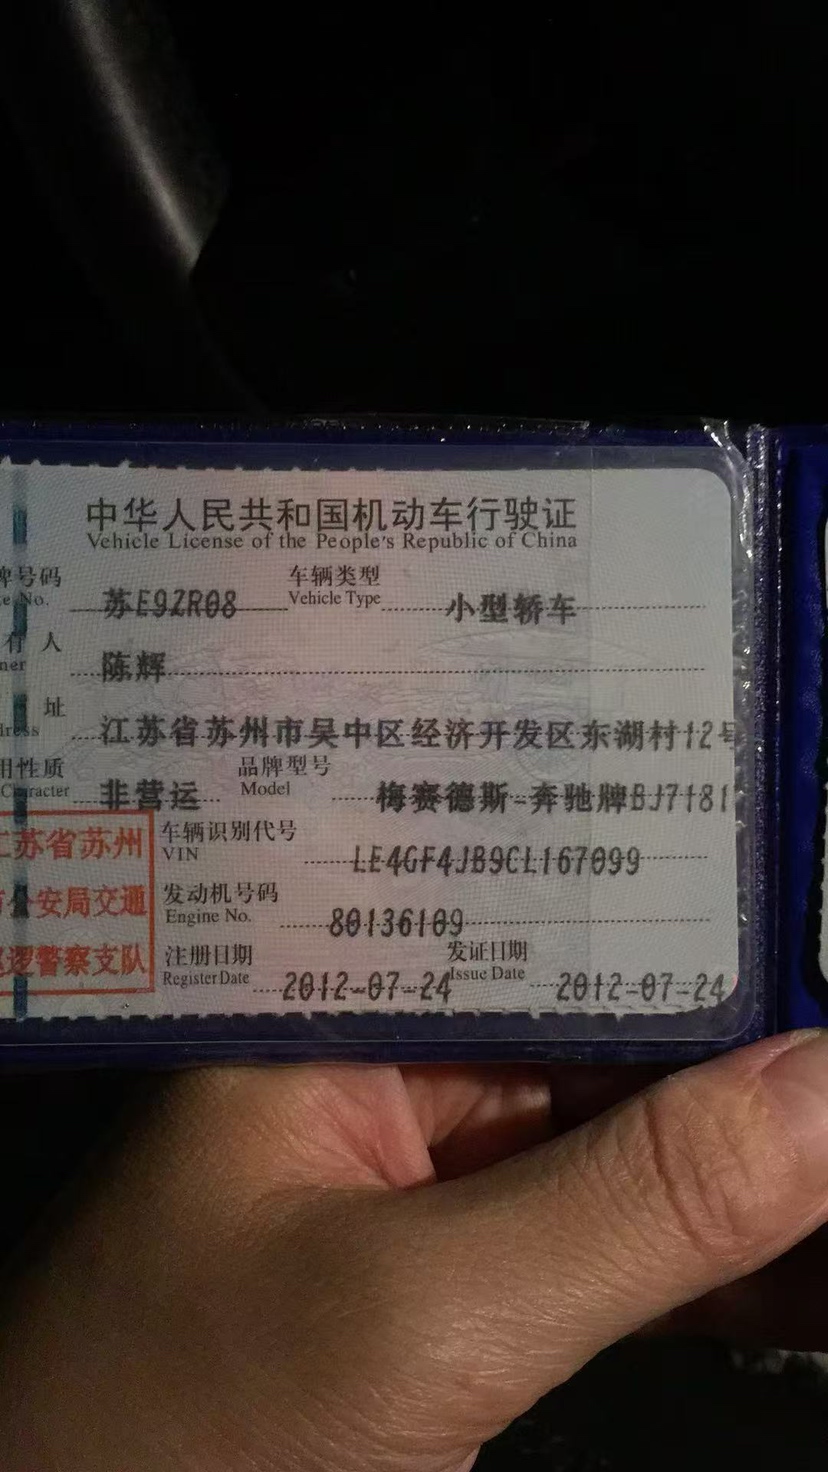 中华人民共和国机动车行驶证
Vehicle License of the People's Republic of China
牌号码 苏E9ZR08 车辆类型 小型轿车
No. Vehicle Type
有人 陈辉
址 江苏省苏州市吴中区经济开发区东湖村12号
用性质 非营运 品牌型号 梅赛德斯-奔驰牌BJ7181
Character Model
江苏省苏州 车辆识别代号 LE4GF4JB9CL167099
VIN
市公安局交通 发动机号码 80136109
Engine No.
巡逻警察支队 注册日期 2012-07-24 发证日期 2012-07-24
Register Date Issue Date